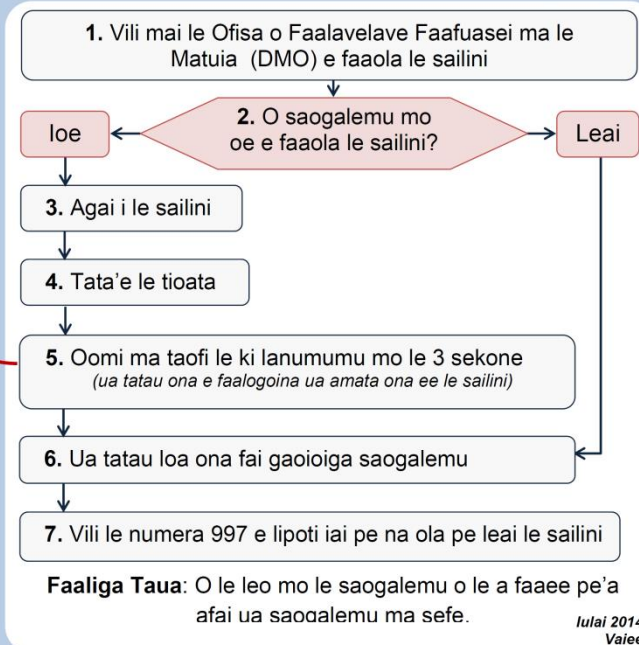 1. Vili mai le Ofisa o Faalavelave Faafuasei ma le
Matuia (DMO) e faaola le sailini
2. O saogalemu mo
oe e faaola le sailini?
Ioe
Leai
3. Agai i le sailini
4. Tata’e le tioata
5. Oomi ma taofi le ki lanumumu mo le 3 sekone
(ua tatau ona e faalogoina ua amata ona ee le sailini)
6. Ua tatau loa ona fai gaoioiga saogalemu
7. Vili le numera 997 e lipoti iai pe na ola pe leai le sailini
Faaliga Taua: O le leo mo le saogalemu o le a faaee pe’a
afai ua saogalemu ma sefe.
Iulai 2014
Vaiee